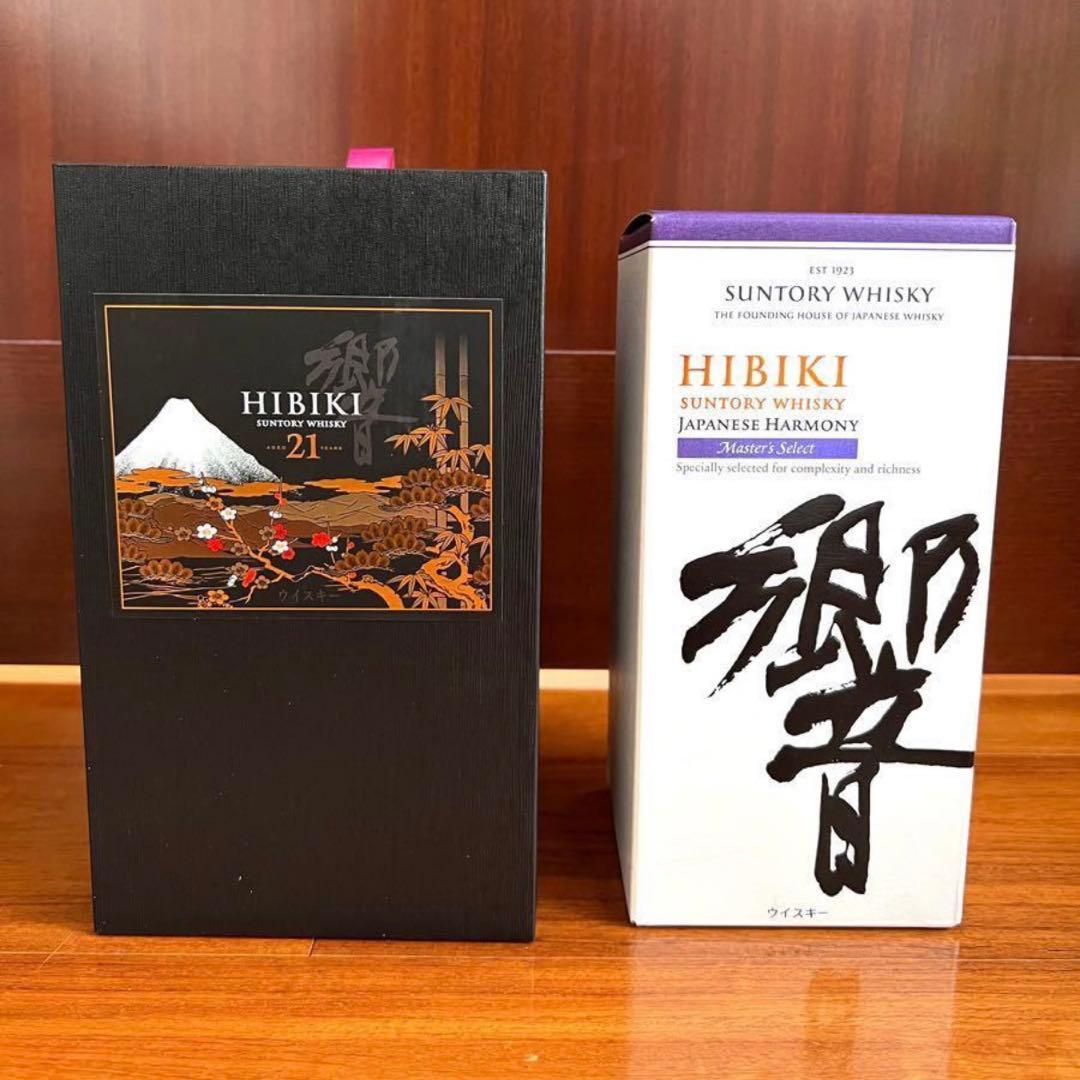 響
HIBIKI
SUNTORY WHISKY
AGED 21 YEARS
ウイスキー
EST 1923
SUNTORY WHISKY
THE FOUNDING HOUSE OF JAPANESE WHISKY
HIBIKI
SUNTORY WHISKY
JAPANESE HARMONY
Master's Select
Specially selected for complexity and richness
響
ウイスキー